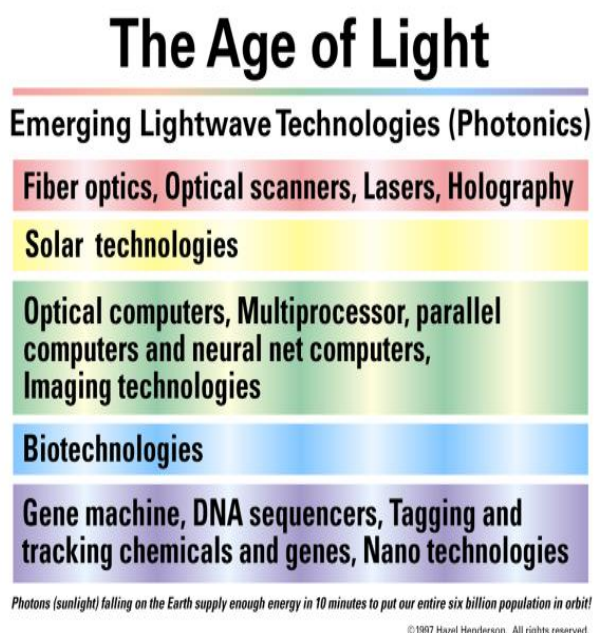 The Age of Light
Emerging Lightwave Technologies (Photonics)
Fiber optics, Optical scanners, Lasers, Holography
Solar technologies
Optical computers, Multiprocessor, parallel
computers and neural net computers,
Imaging technologies
Biotechnologies
Gene machine, DNA sequencers, Tagging and
tracking chemicals and genes, Nano technologies
Photons (sunlight) falling on the Earth supply enough energy in 10 minutes to put our entire six billion population in orbit!
©1997 Hazel Henderson. All rights reserved.